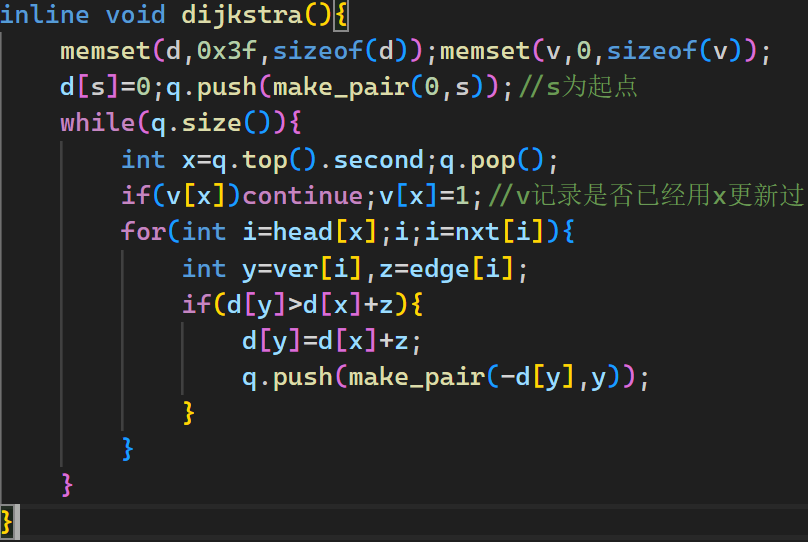 inline void dijkstra(){
    memset(d,0x3f,sizeof(d));memset(v,0,sizeof(v));
    d[s]=0;q.push(make_pair(0,s));//s为起点
    while(q.size()){
        int x=q.top().second;q.pop();
        if(v[x])continue;v[x]=1;//v记录是否已经用x更新过
        for(int i=head[x];i;i=nxt[i]){
            int y=ver[i],z=edge[i];
            if(d[y]>d[x]+z){
                d[y]=d[x]+z;
                q.push(make_pair(-d[y],y));
            }
        }
    }
}